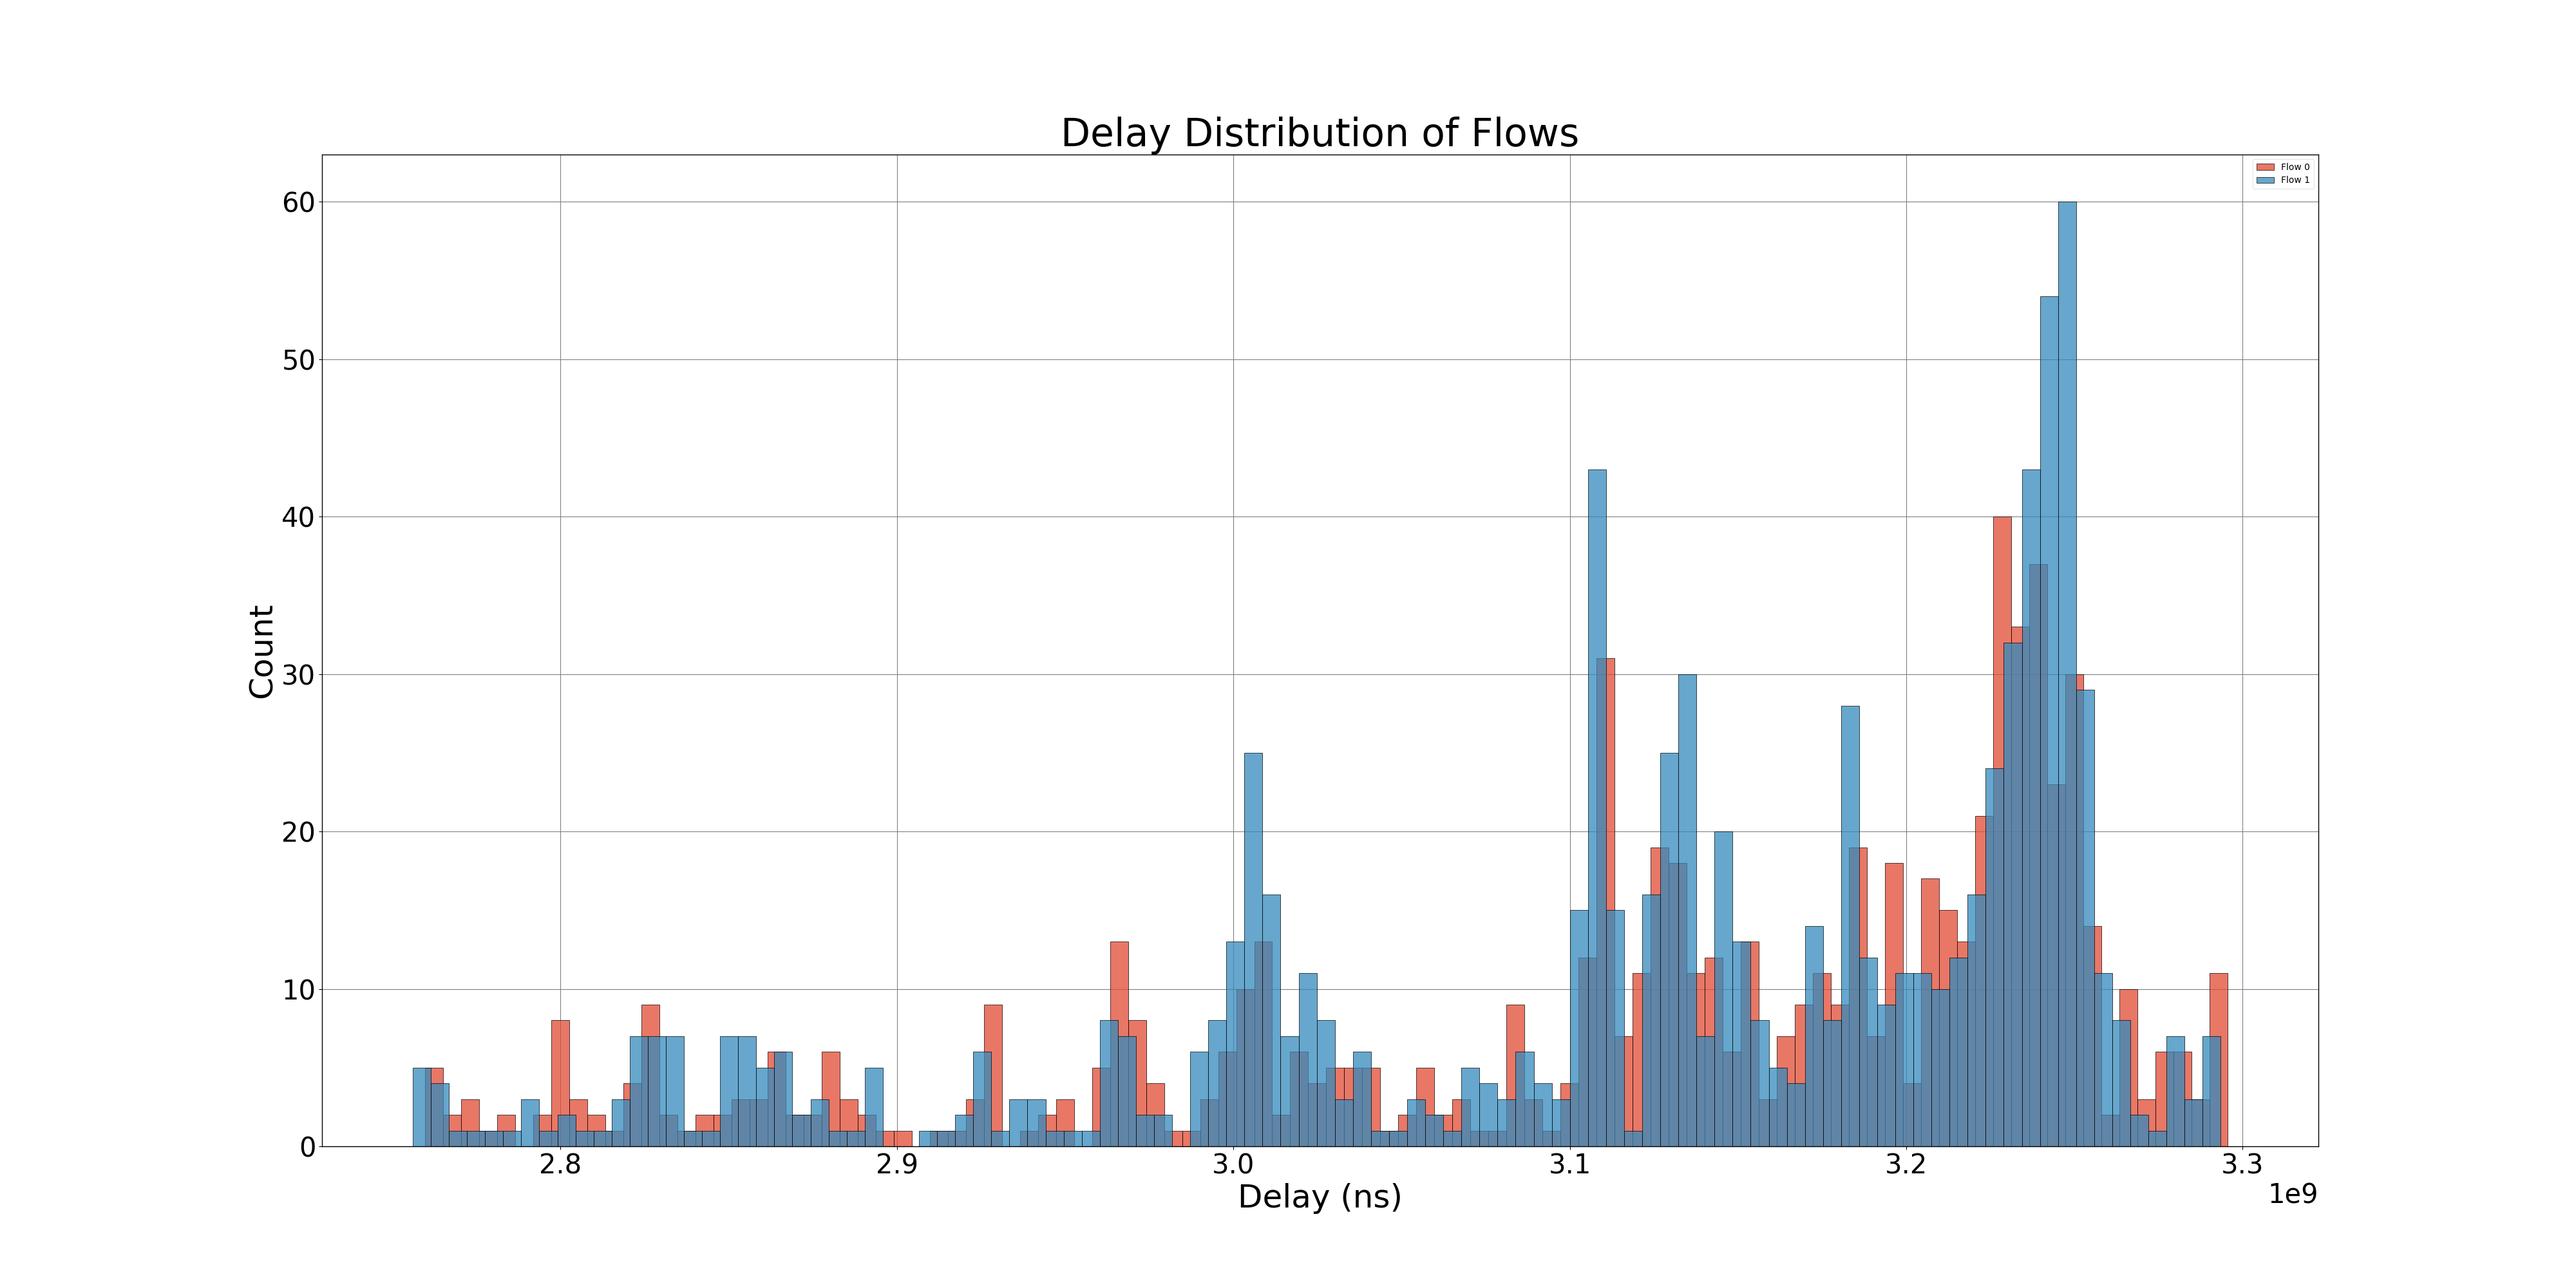 Delay Distribution of Flows
Flow 0
Flow 1
60
50
40
30
20
10
0
Count
2.8 2.9 3.0 3.1 3.2 3.3
Delay (ns)
1e9